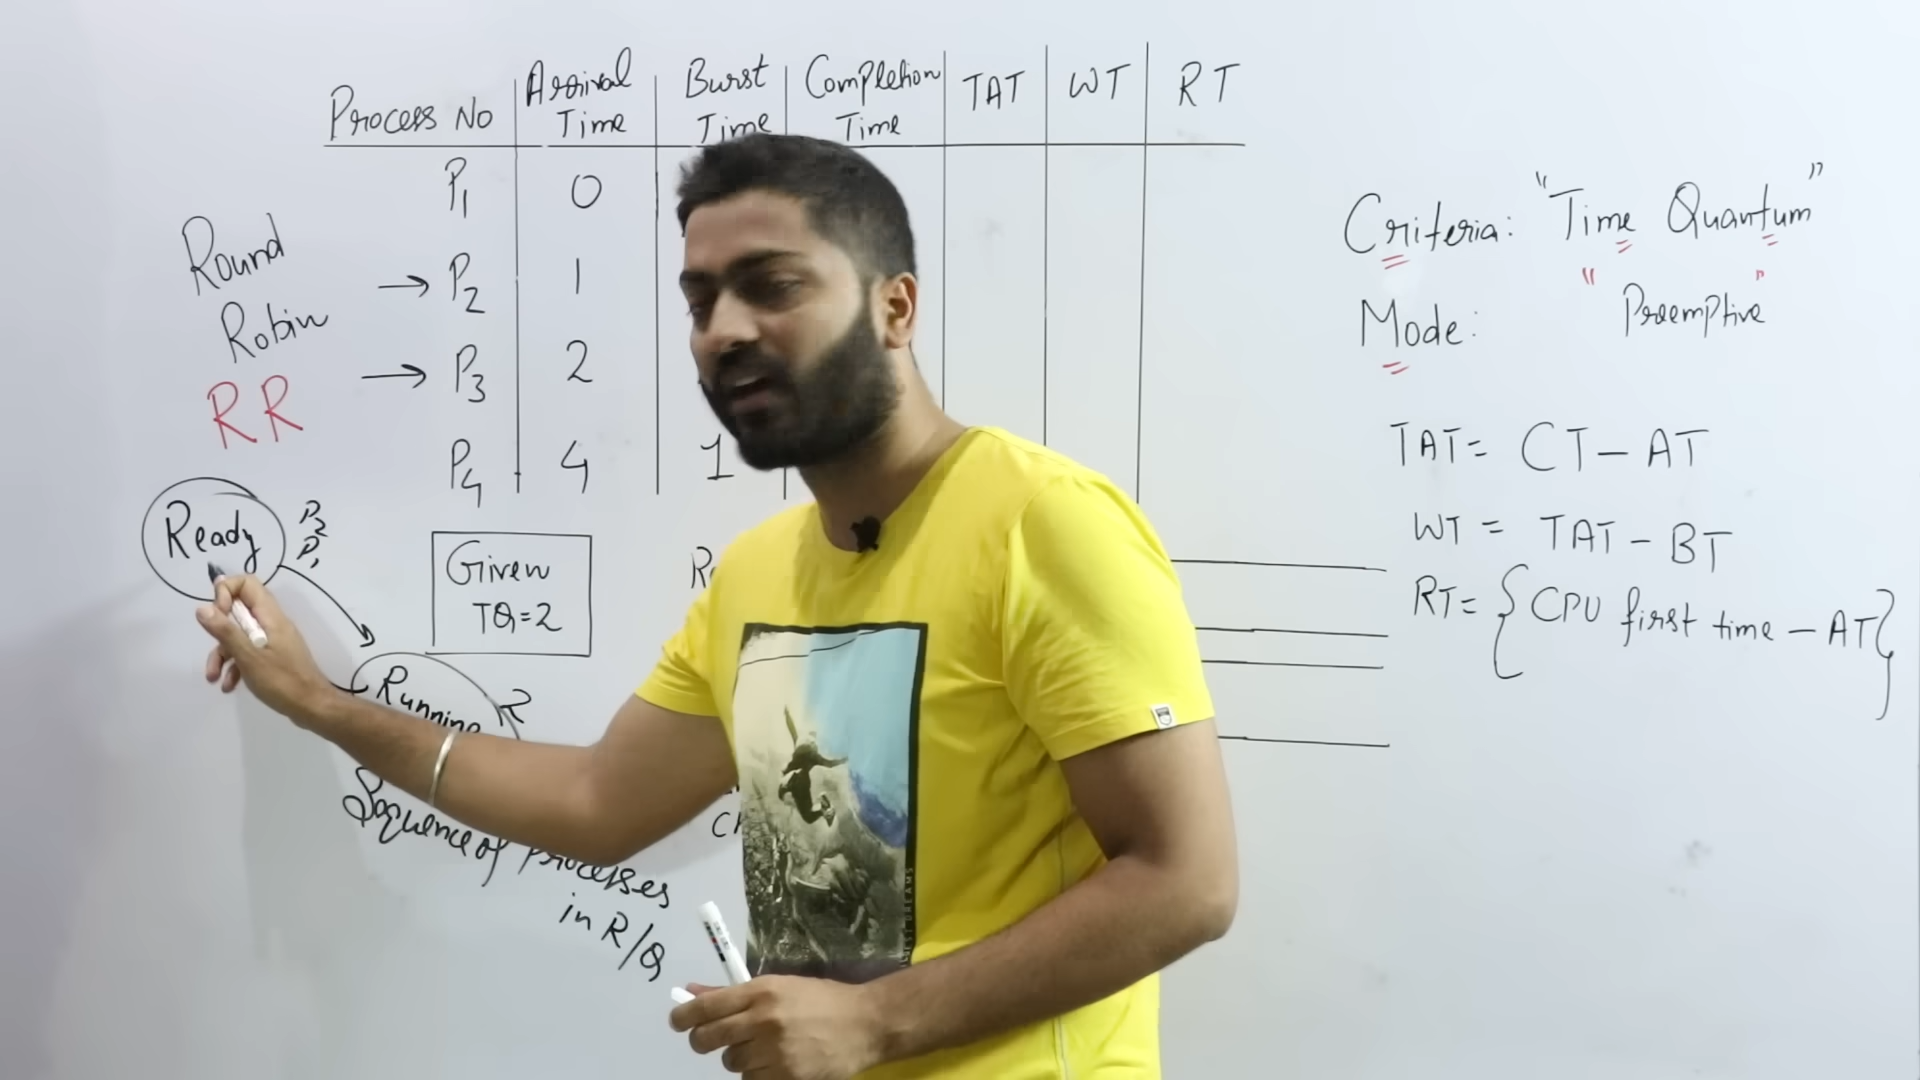 Process No Arrival Time Burst Time Completion Time TAT WT RT
P1 0
P2 1
P3 2
P4 4 1
Round
Robin
RR
Ready
P2
P1
Running
Given
TQ=2
Sequence of Processes
in R/Q
Criteria: "Time Quantum"
Mode: "Preemptive"
TAT= CT-AT
WT = TAT-BT
RT= {CPU first time - AT}